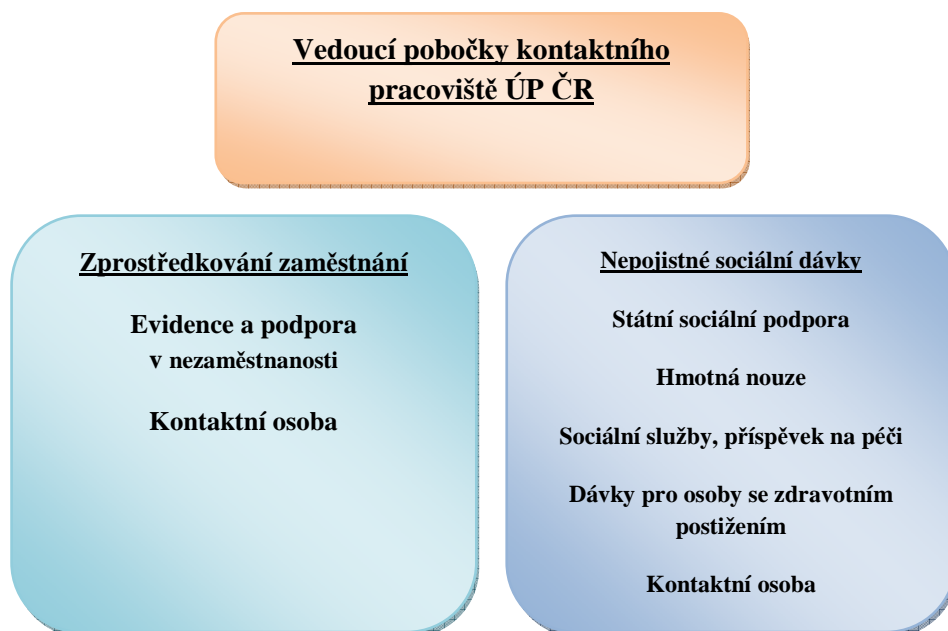 Vedoucí pobočky kontaktního
pracoviště ÚP ČR
Zprostředkování zaměstnání
Evidence a podpora
v nezaměstnanosti
Kontaktní osoba
Nepojistné sociální dávky
Státní sociální podpora
Hmotná nouze
Sociální služby, příspěvek na péči
Dávky pro osoby se zdravotním
postižením
Kontaktní osoba